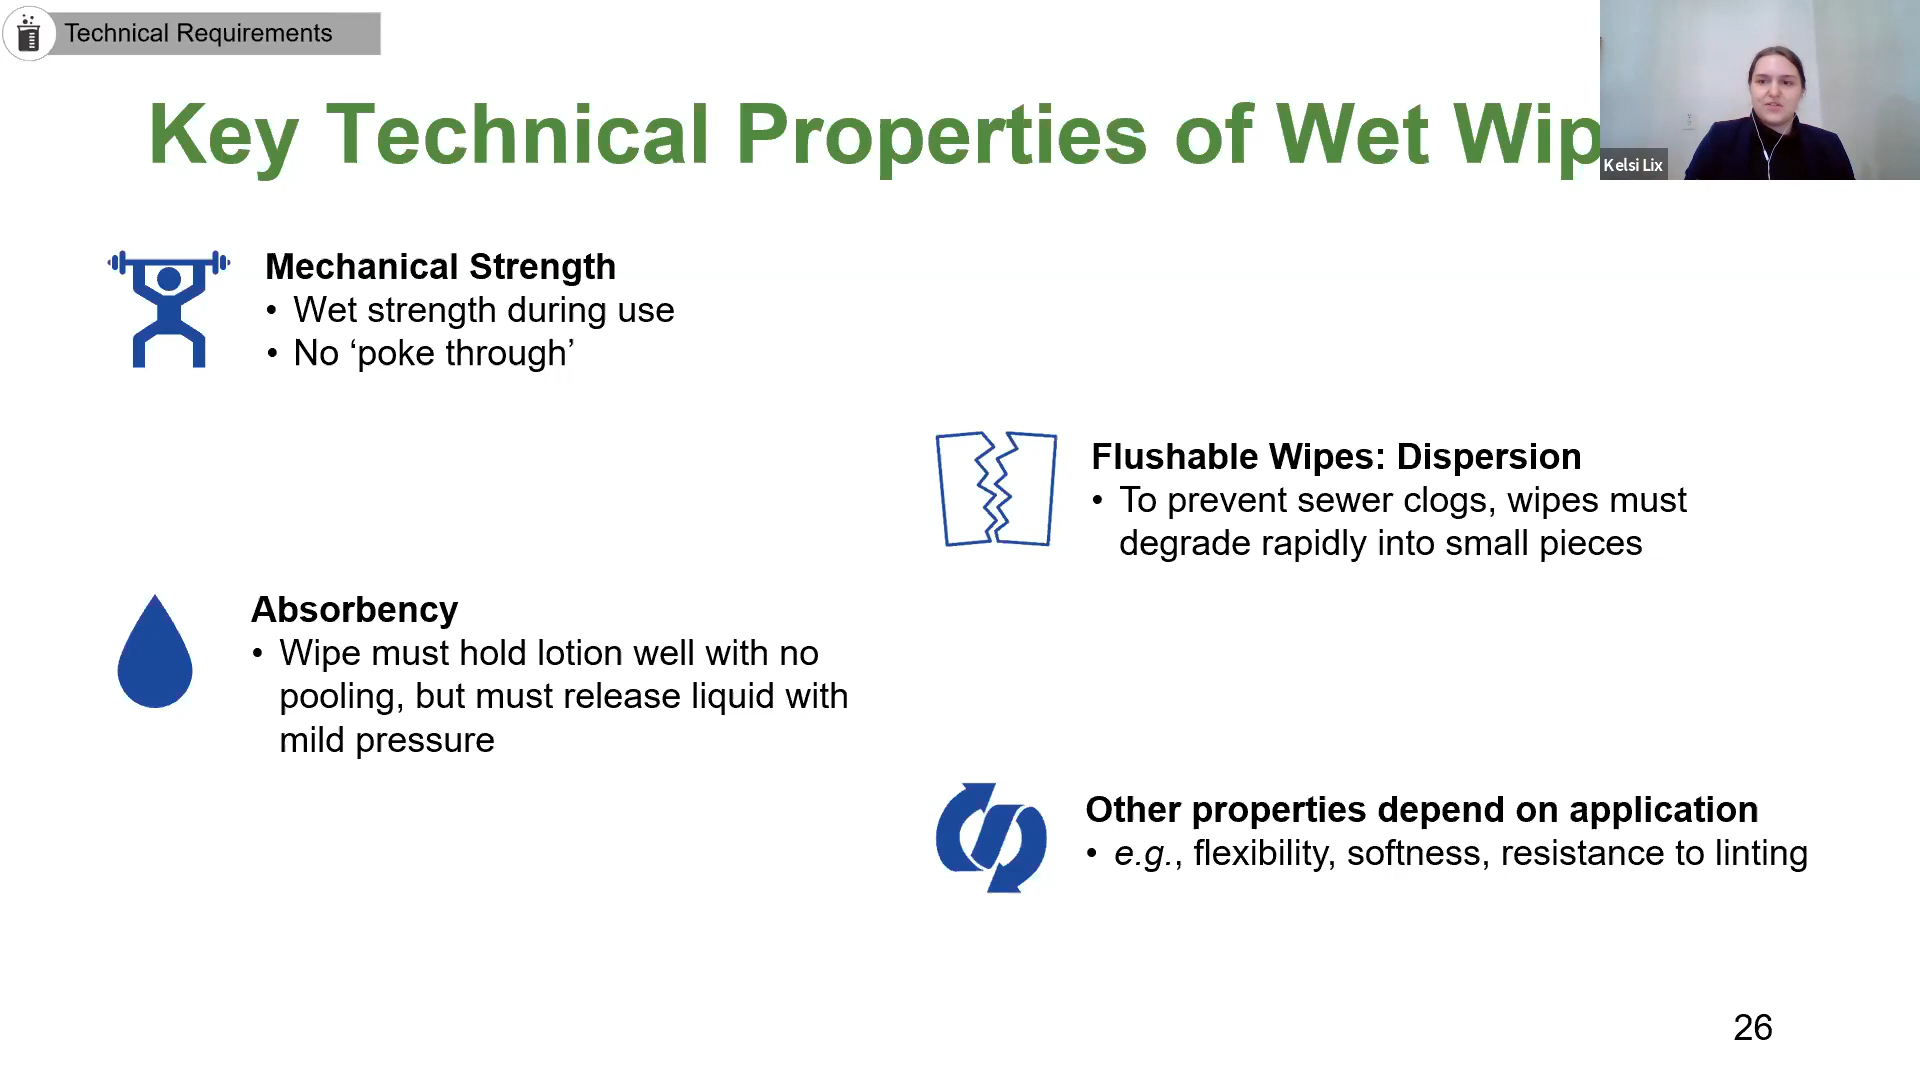 Technical Requirements
Key Technical Properties of Wet Wip
Kelsi Lix
Mechanical Strength
• Wet strength during use
• No ‘poke through’
Flushable Wipes: Dispersion
• To prevent sewer clogs, wipes must
degrade rapidly into small pieces
Absorbency
• Wipe must hold lotion well with no
pooling, but must release liquid with
mild pressure
Other properties depend on application
• e.g., flexibility, softness, resistance to linting
26